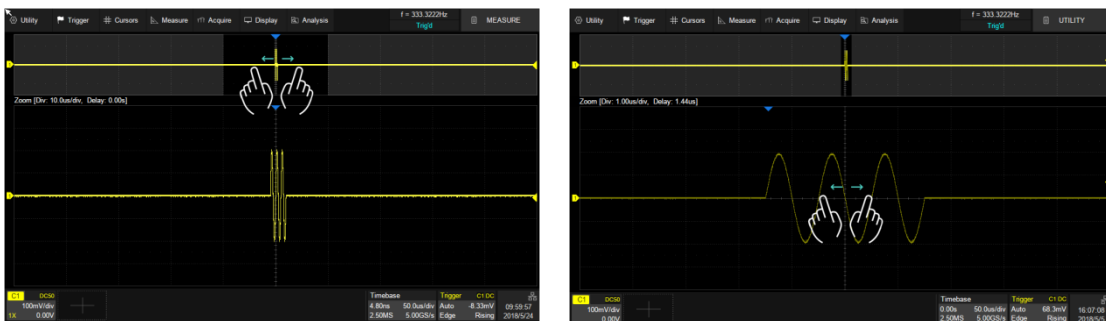 Utility Trigger Cursors Measure Acquire Display Analysis f = 333.3222Hz Trig'd MEASURE
Zoom [Div: 10.0us/div, Delay: 0.00s]
C1 DC50
100mV/div
1X 0.00V
Timebase
4.80ns 50.0us/div
2.50MS 5.00GS/s
Trigger C1 DC
Auto -8.33mV
Edge Rising
09:59:57
2018/5/24
Utility Trigger Cursors Measure Acquire Display Analysis f = 333.3222Hz Trig'd UTILITY
Zoom [Div: 1.00us/div, Delay: 1.44us]
C1 DC50
100mV/div
0.00V
Timebase
0.00s 50.0us/div
2.50MS 5.00GS/s
Trigger C1 DC
Auto 68.3mV
Edge Rising
16:07:08